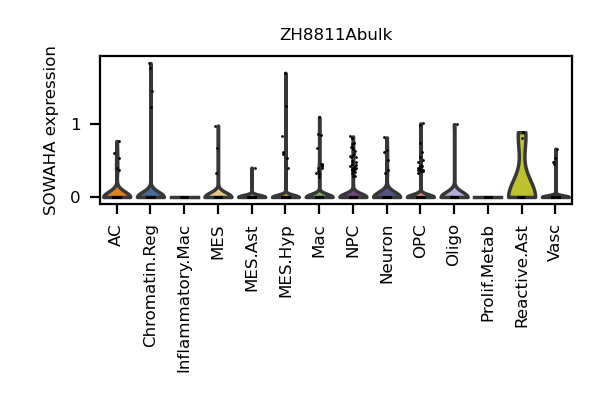 ZH8811Abulk
SOWAHA expression
1
0
AC
Chromatin.Reg
Inflammatory.Mac
MES
MES.Ast
MES.Hyp
Mac
NPC
Neuron
OPC
Oligo
Prolif.Metab
Reactive.Ast
Vasc